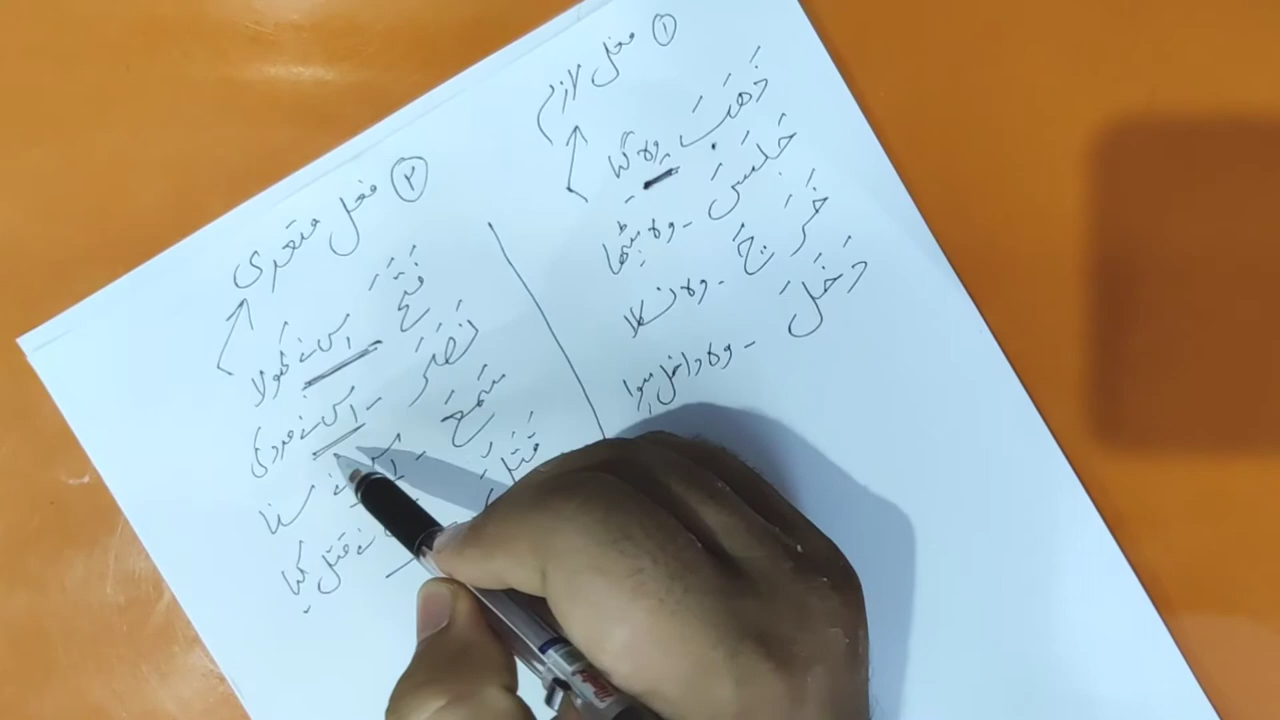 ① فعل لازم
ذَهَبَ وہ گیا
جَلَسَ - وہ بیٹھا
خَرَجَ - وہ نکلا
دَخَلَ - وہ داخل ہوا
② فعل متعدی
فَتَحَ اس نے کھولا
نَصَرَ - اس نے مدد کی
سَمِعَ - اس نے سنا
قَتَلَ نے قتل کیا